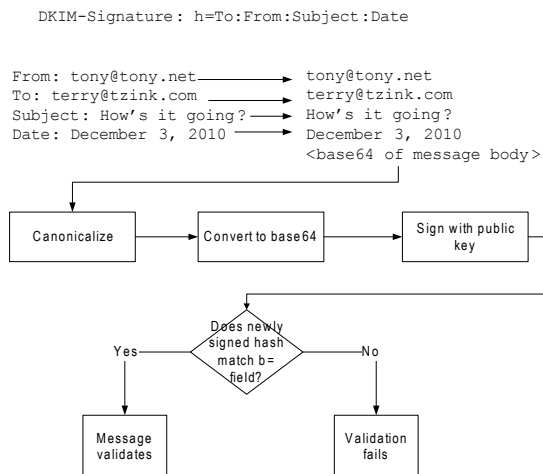 DKIM-Signature: h=To:From:Subject:Date
From: tony@tony.net
tony@tony.net
To: terry@tzink.com
terry@tzink.com
Subject: How's it going?
How's it going?
Date: December 3, 2010
December 3, 2010
<base64 of message body>
Canonicalize
Convert to base64
Sign with public
key
Does newly
signed hash
match b=
field?
Yes
No
Message
validates
Validation
fails